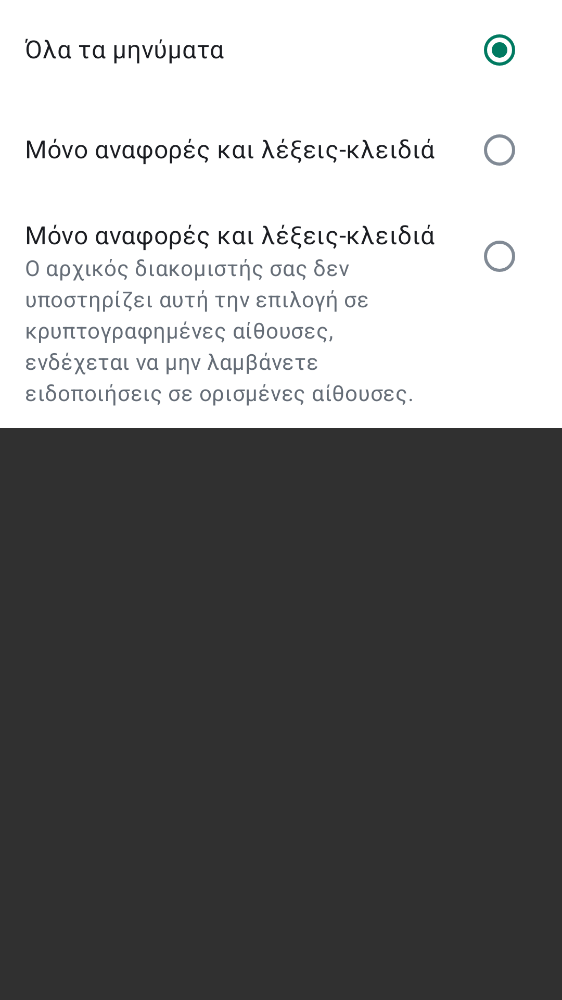 Όλα τα μηνύματα
Μόνο αναφορές και λέξεις-κλειδιά
Μόνο αναφορές και λέξεις-κλειδιά
Ο αρχικός διακομιστής σας δεν
υποστηρίζει αυτή την επιλογή σε
κρυπτογραφημένες αίθουσες,
ενδέχεται να μην λαμβάνετε
ειδοποιήσεις σε ορισμένες αίθουσες.